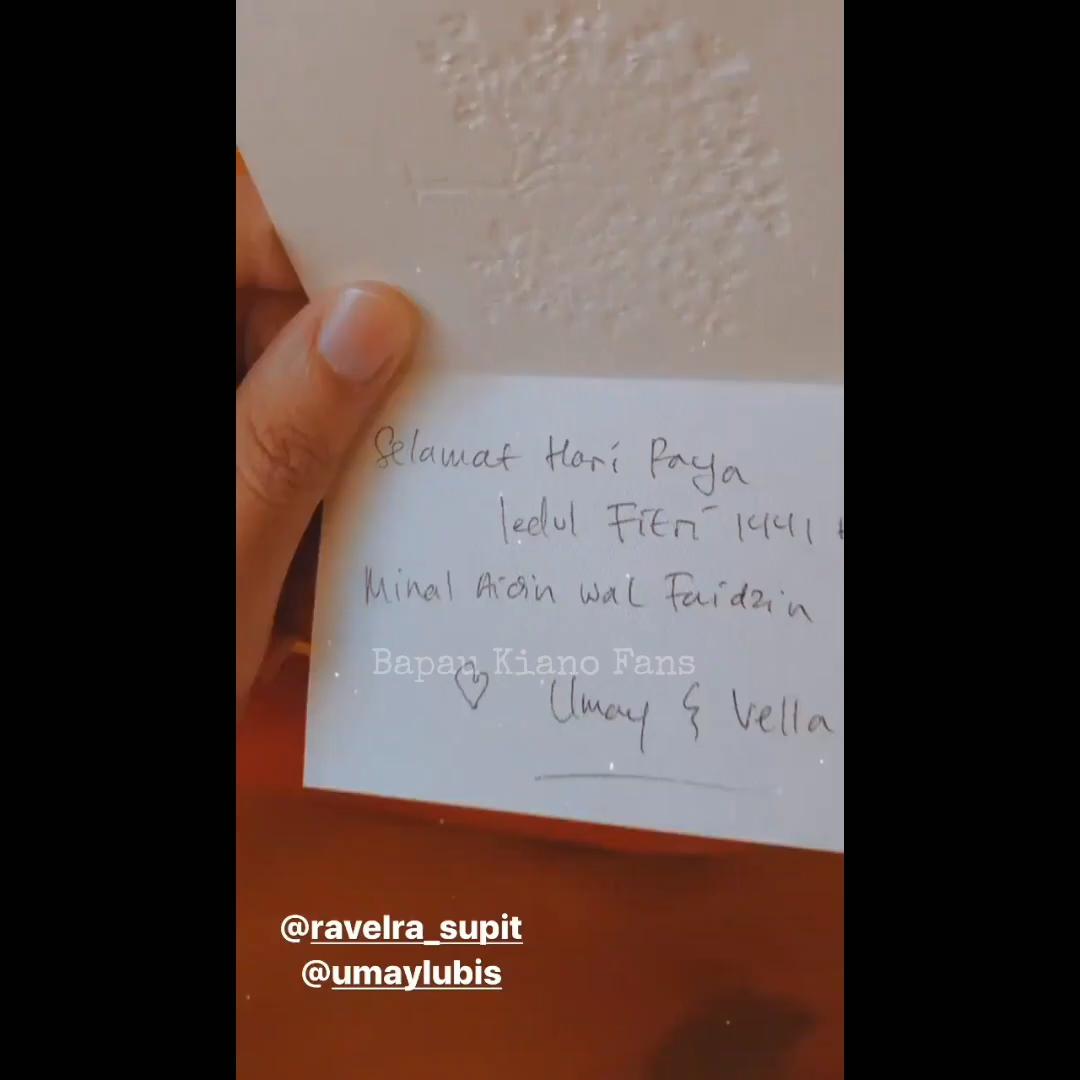 Selamat Hari Raya
Iedul Fitri 1441 H
Minal Aidin wal Faidzin
Bapau Kiano Fans
♡ Umay & Vella
@ravelra_supit
@umaylubis